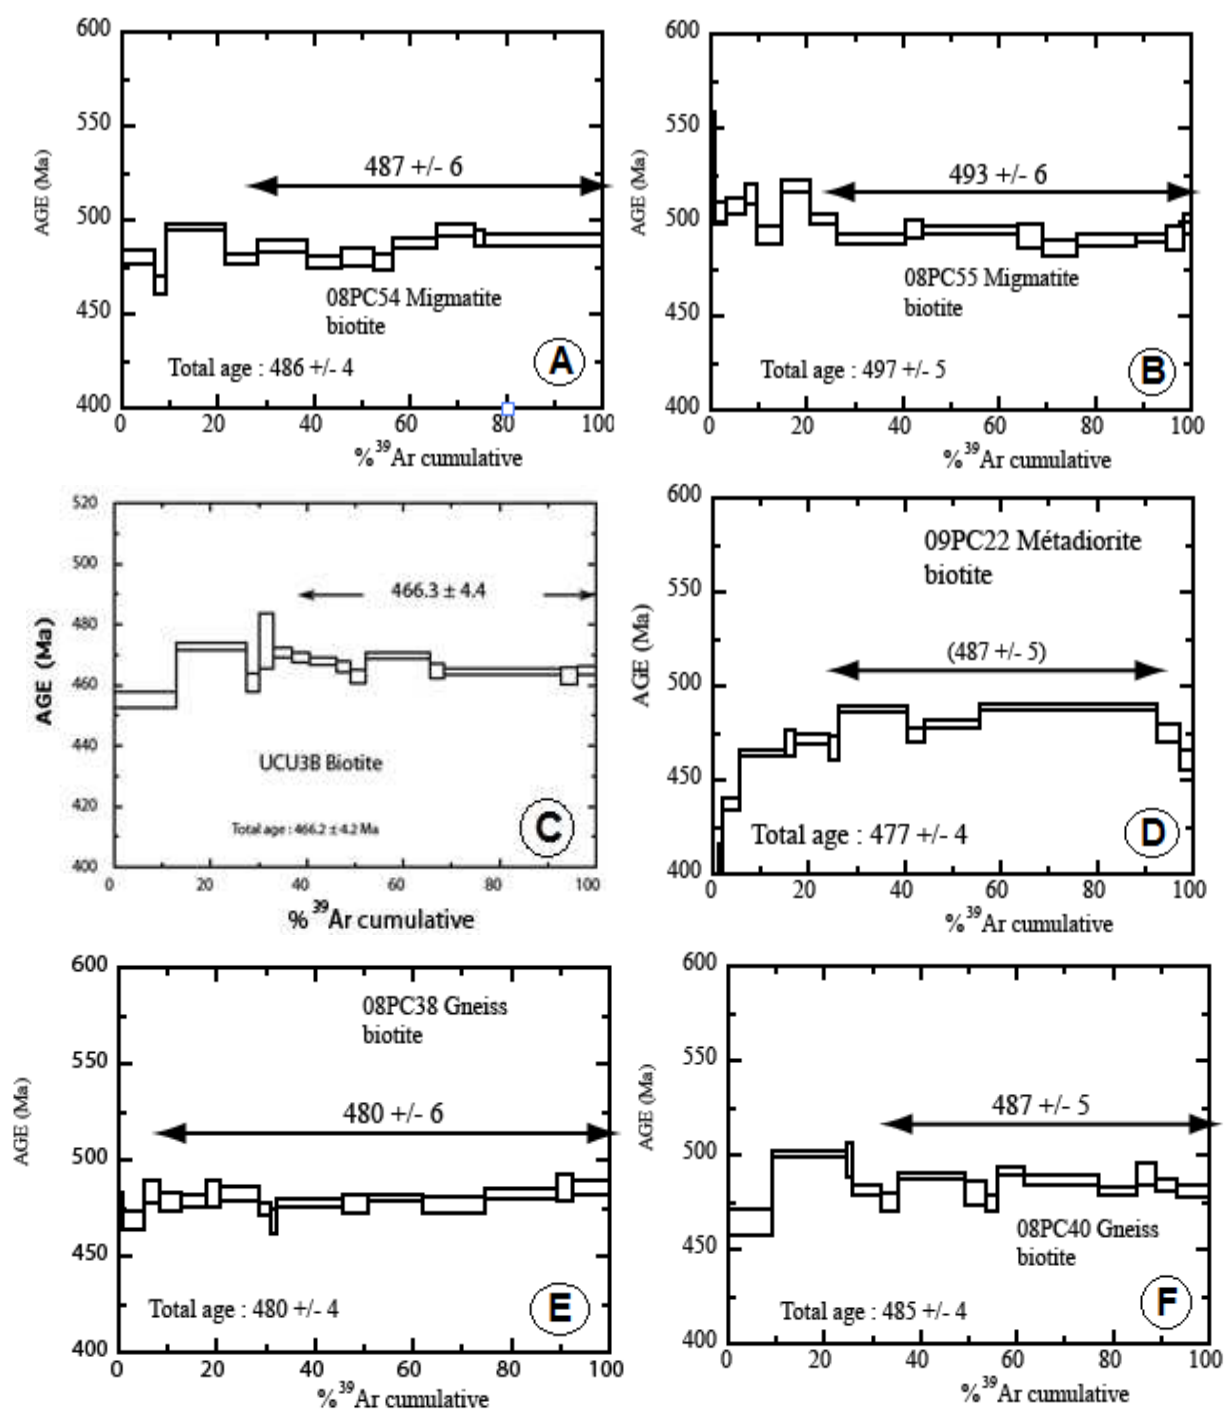 600
550
500
450
400
AGE (Ma)
487 +/- 6
08PC54 Migmatite
biotite
Total age : 486 +/- 4
A
0 20 40 60 80 100
%³⁹Ar cumulative
600
550
500
450
400
AGE (Ma)
493 +/- 6
08PC55 Migmatite
biotite
Total age : 497 +/- 5
B
0 20 40 60 80 100
%³⁹Ar cumulative
520
500
480
460
440
420
400
AGE (Ma)
466.3 ± 4.4
UCU3B Biotite
Total age : 466.2 ± 4.2 Ma
C
0 20 40 60 80 100
% ³⁹Ar cumulative
600
550
500
450
400
AGE (Ma)
09PC22 Métadiorite
biotite
(487 +/- 5)
Total age : 477 +/- 4
D
0 20 40 60 80 100
%³⁹Ar cumulative
600
550
500
450
400
AGE (Ma)
08PC38 Gneiss
biotite
480 +/- 6
Total age : 480 +/- 4
E
0 20 40 60 80 100
%³⁹Ar cumulative
600
550
500
450
400
AGE (Ma)
487 +/- 5
08PC40 Gneiss
biotite
Total age : 485 +/- 4
F
0 20 40 60 80 100
%³⁹Ar cumulative